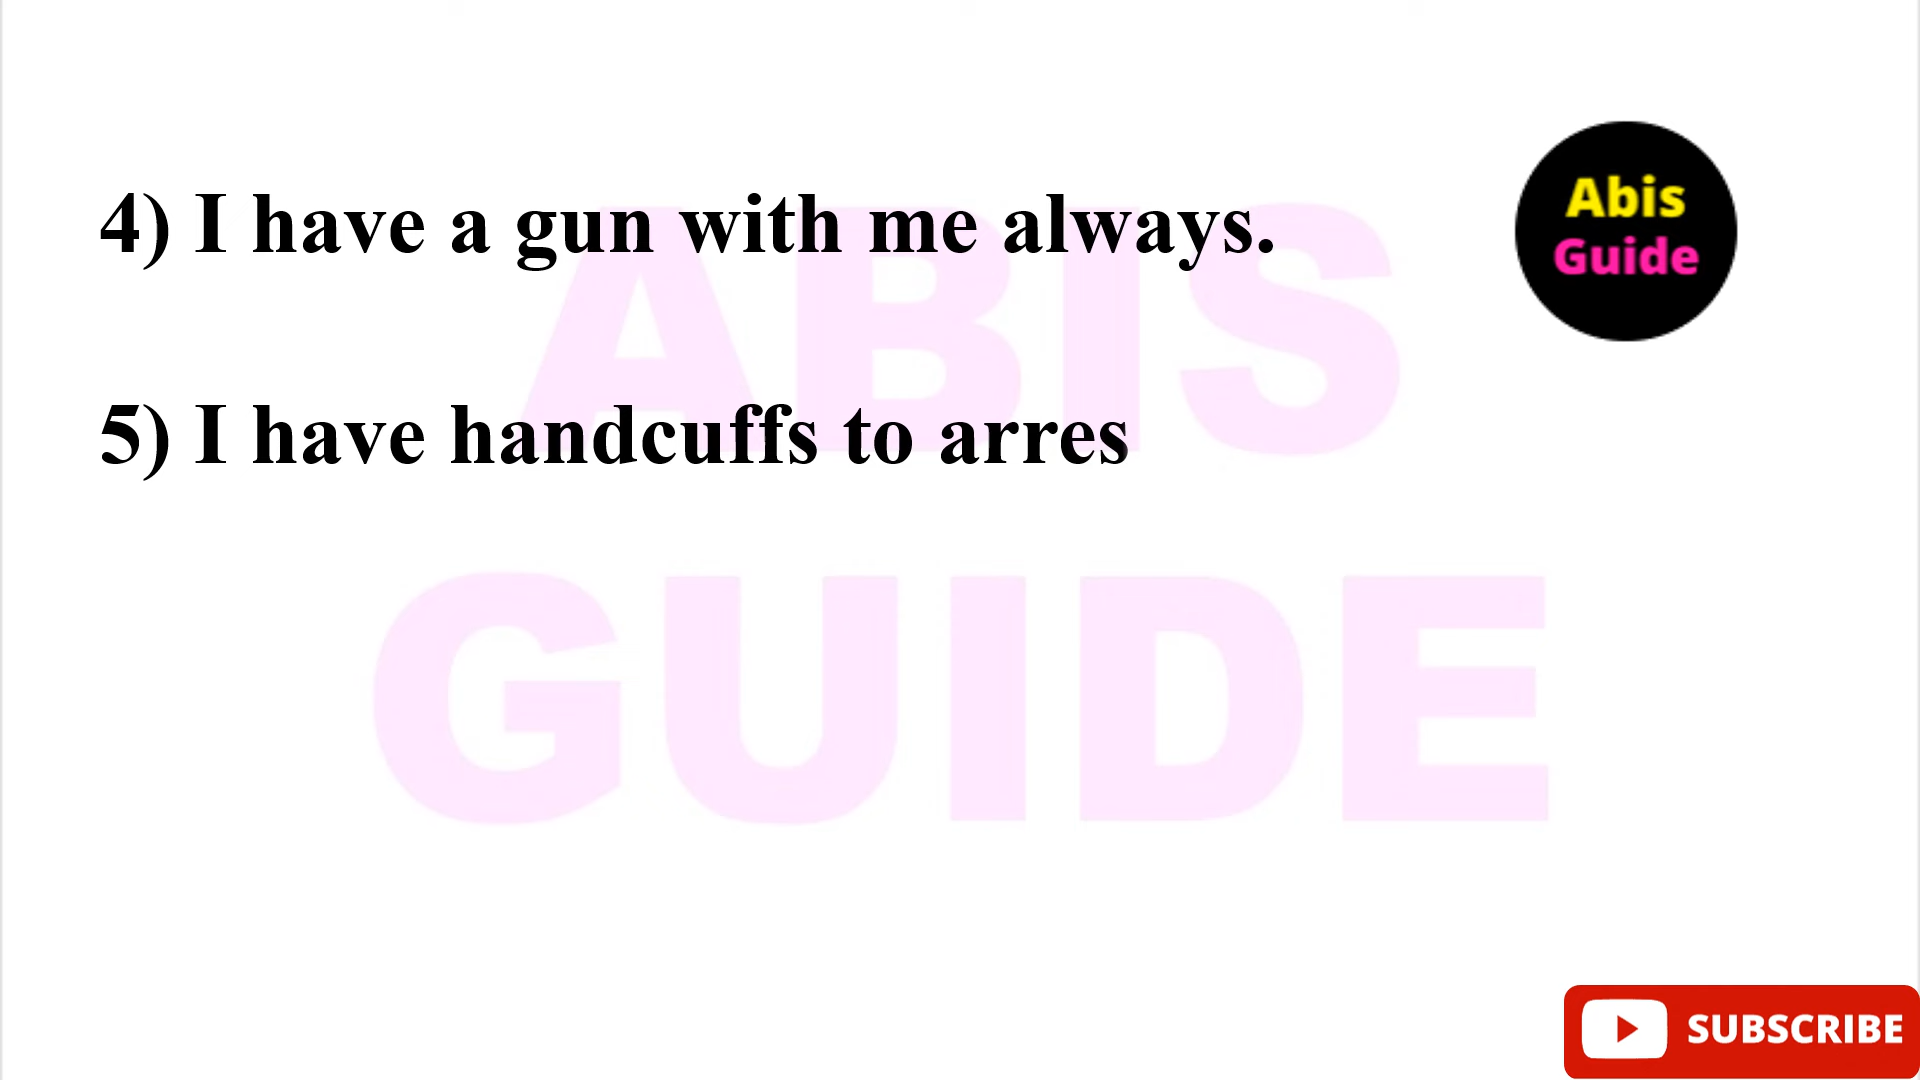 4) I have a gun with me always.
Abis
Guide
5) I have handcuffs to arres
ABIS
GUIDE
SUBSCRIBE